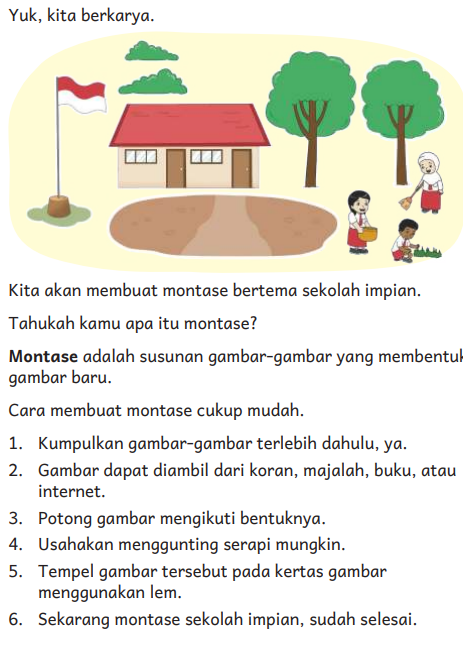 Yuk, kita berkarya.
Kita akan membuat montase bertema sekolah impian.
Tahukah kamu apa itu montase?
Montase adalah susunan gambar-gambar yang membentuk
gambar baru.
Cara membuat montase cukup mudah.
1. Kumpulkan gambar-gambar terlebih dahulu, ya.
2. Gambar dapat diambil dari koran, majalah, buku, atau
internet.
3. Potong gambar mengikuti bentuknya.
4. Usahakan menggunting serapi mungkin.
5. Tempel gambar tersebut pada kertas gambar
menggunakan lem.
6. Sekarang montase sekolah impian, sudah selesai.